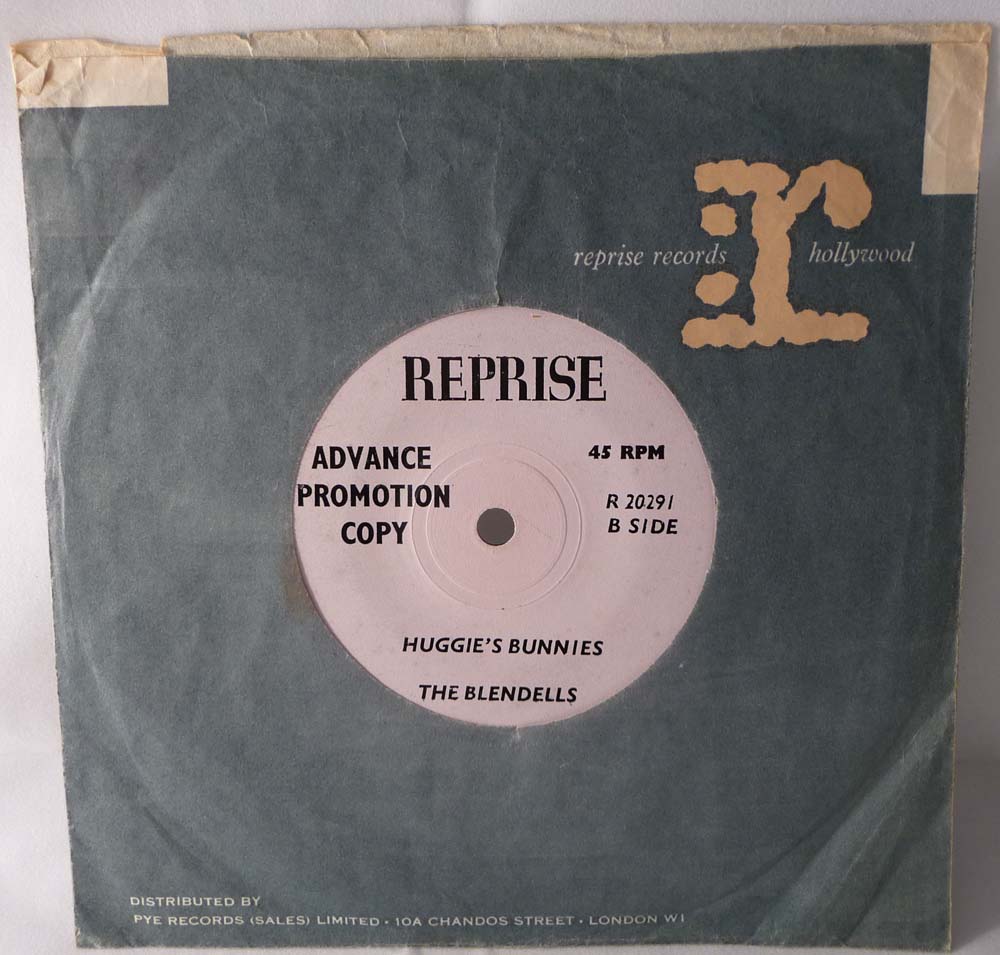 reprise records hollywood
:r
REPRISE
ADVANCE
PROMOTION
COPY
45 RPM
R 20291
B SIDE
HUGGIE'S BUNNIES
THE BLENDELLS
DISTRIBUTED BY
PYE RECORDS (SALES) LIMITED • 10A CHANDOS STREET • LONDON W1